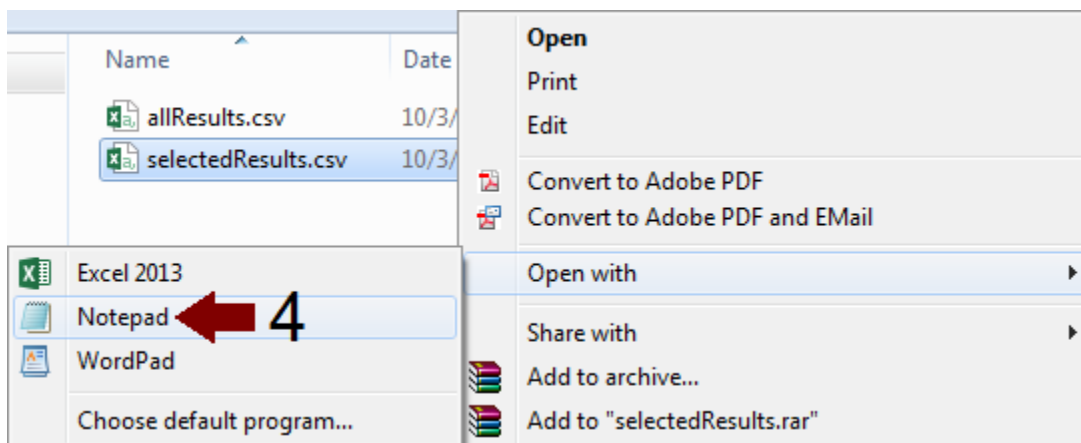 Name Date
allResults.csv 10/3/
selectedResults.csv 10/3/
Open
Print
Edit
Convert to Adobe PDF
Convert to Adobe PDF and EMail
Open with
Share with
Add to archive...
Add to "selectedResults.rar"
Excel 2013
Notepad 4
WordPad
Choose default program...